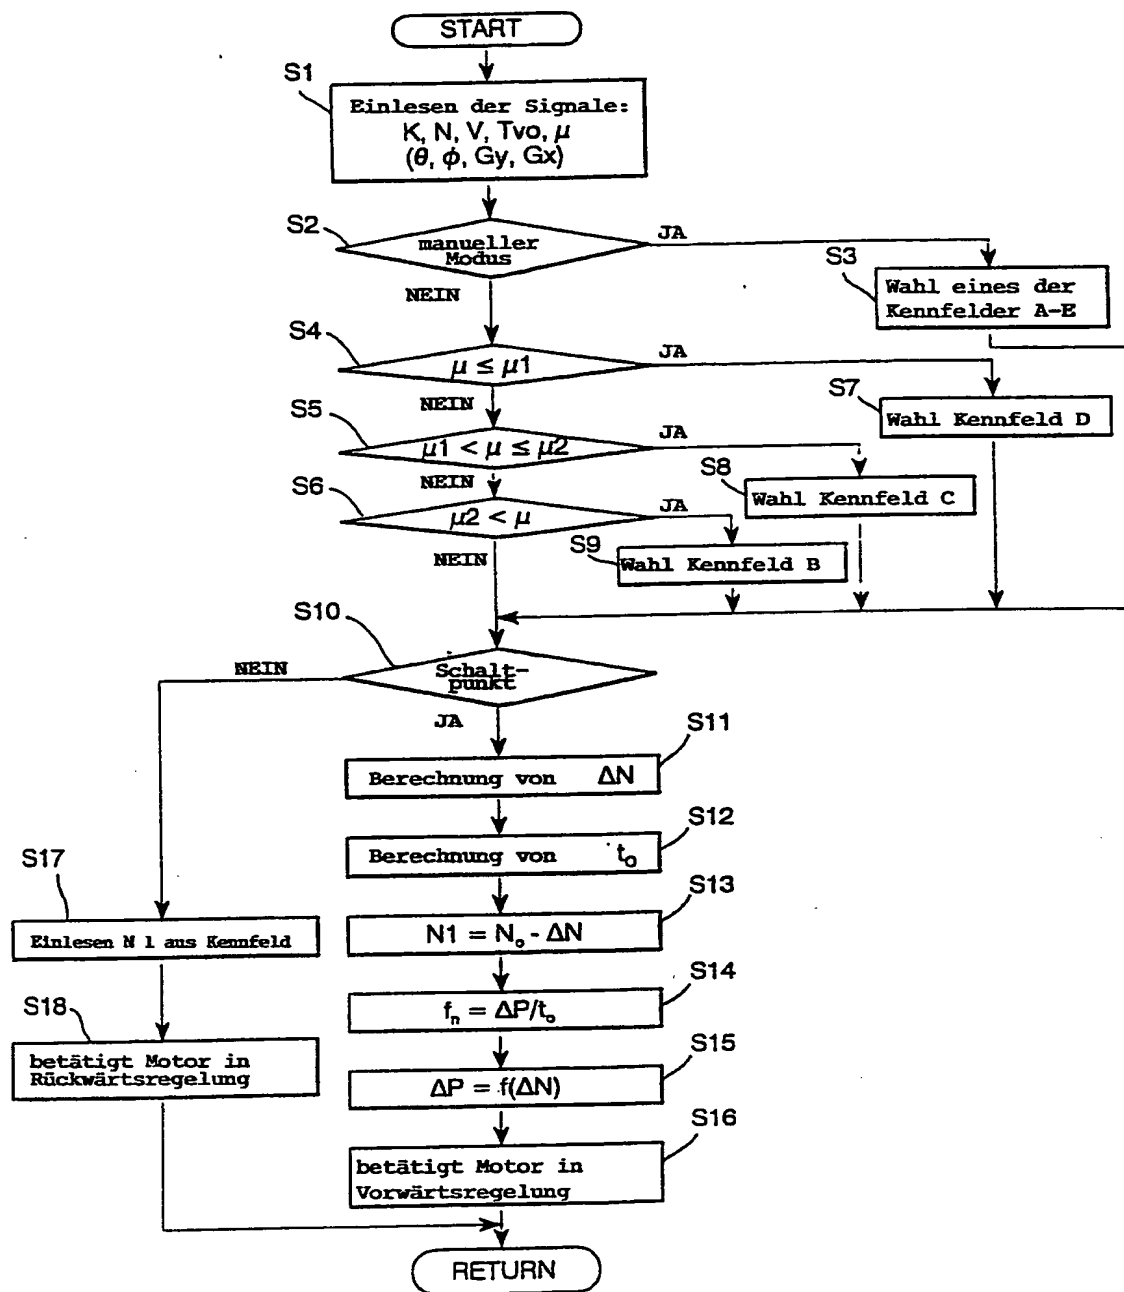 START
S1
Einlesen der Signale:
K, N, V, Tvo, μ
(θ, ϕ, Gy, Gx)
S2
manueller
Modus
JA
NEIN
S3
Wahl eines der
Kennfelder A-E
S4
μ ≤ μ1
JA
NEIN
S7
Wahl Kennfeld D
S5
μ1 < μ ≤ μ2
JA
NEIN
S8
Wahl Kennfeld C
S6
μ2 < μ
JA
NEIN
S9
Wahl Kennfeld B
S10
Schalt-
punkt
NEIN
JA
S11
Berechnung von ΔN
S12
Berechnung von t₀
S13
N1 = N₀ - ΔN
S14
fₙ = ΔP/t₀
S15
ΔP = f(ΔN)
S16
betätigt Motor in
Vorwärtsregelung
S17
Einlesen N 1 aus Kennfeld
S18
betätigt Motor in
Rückwärtsregelung
RETURN